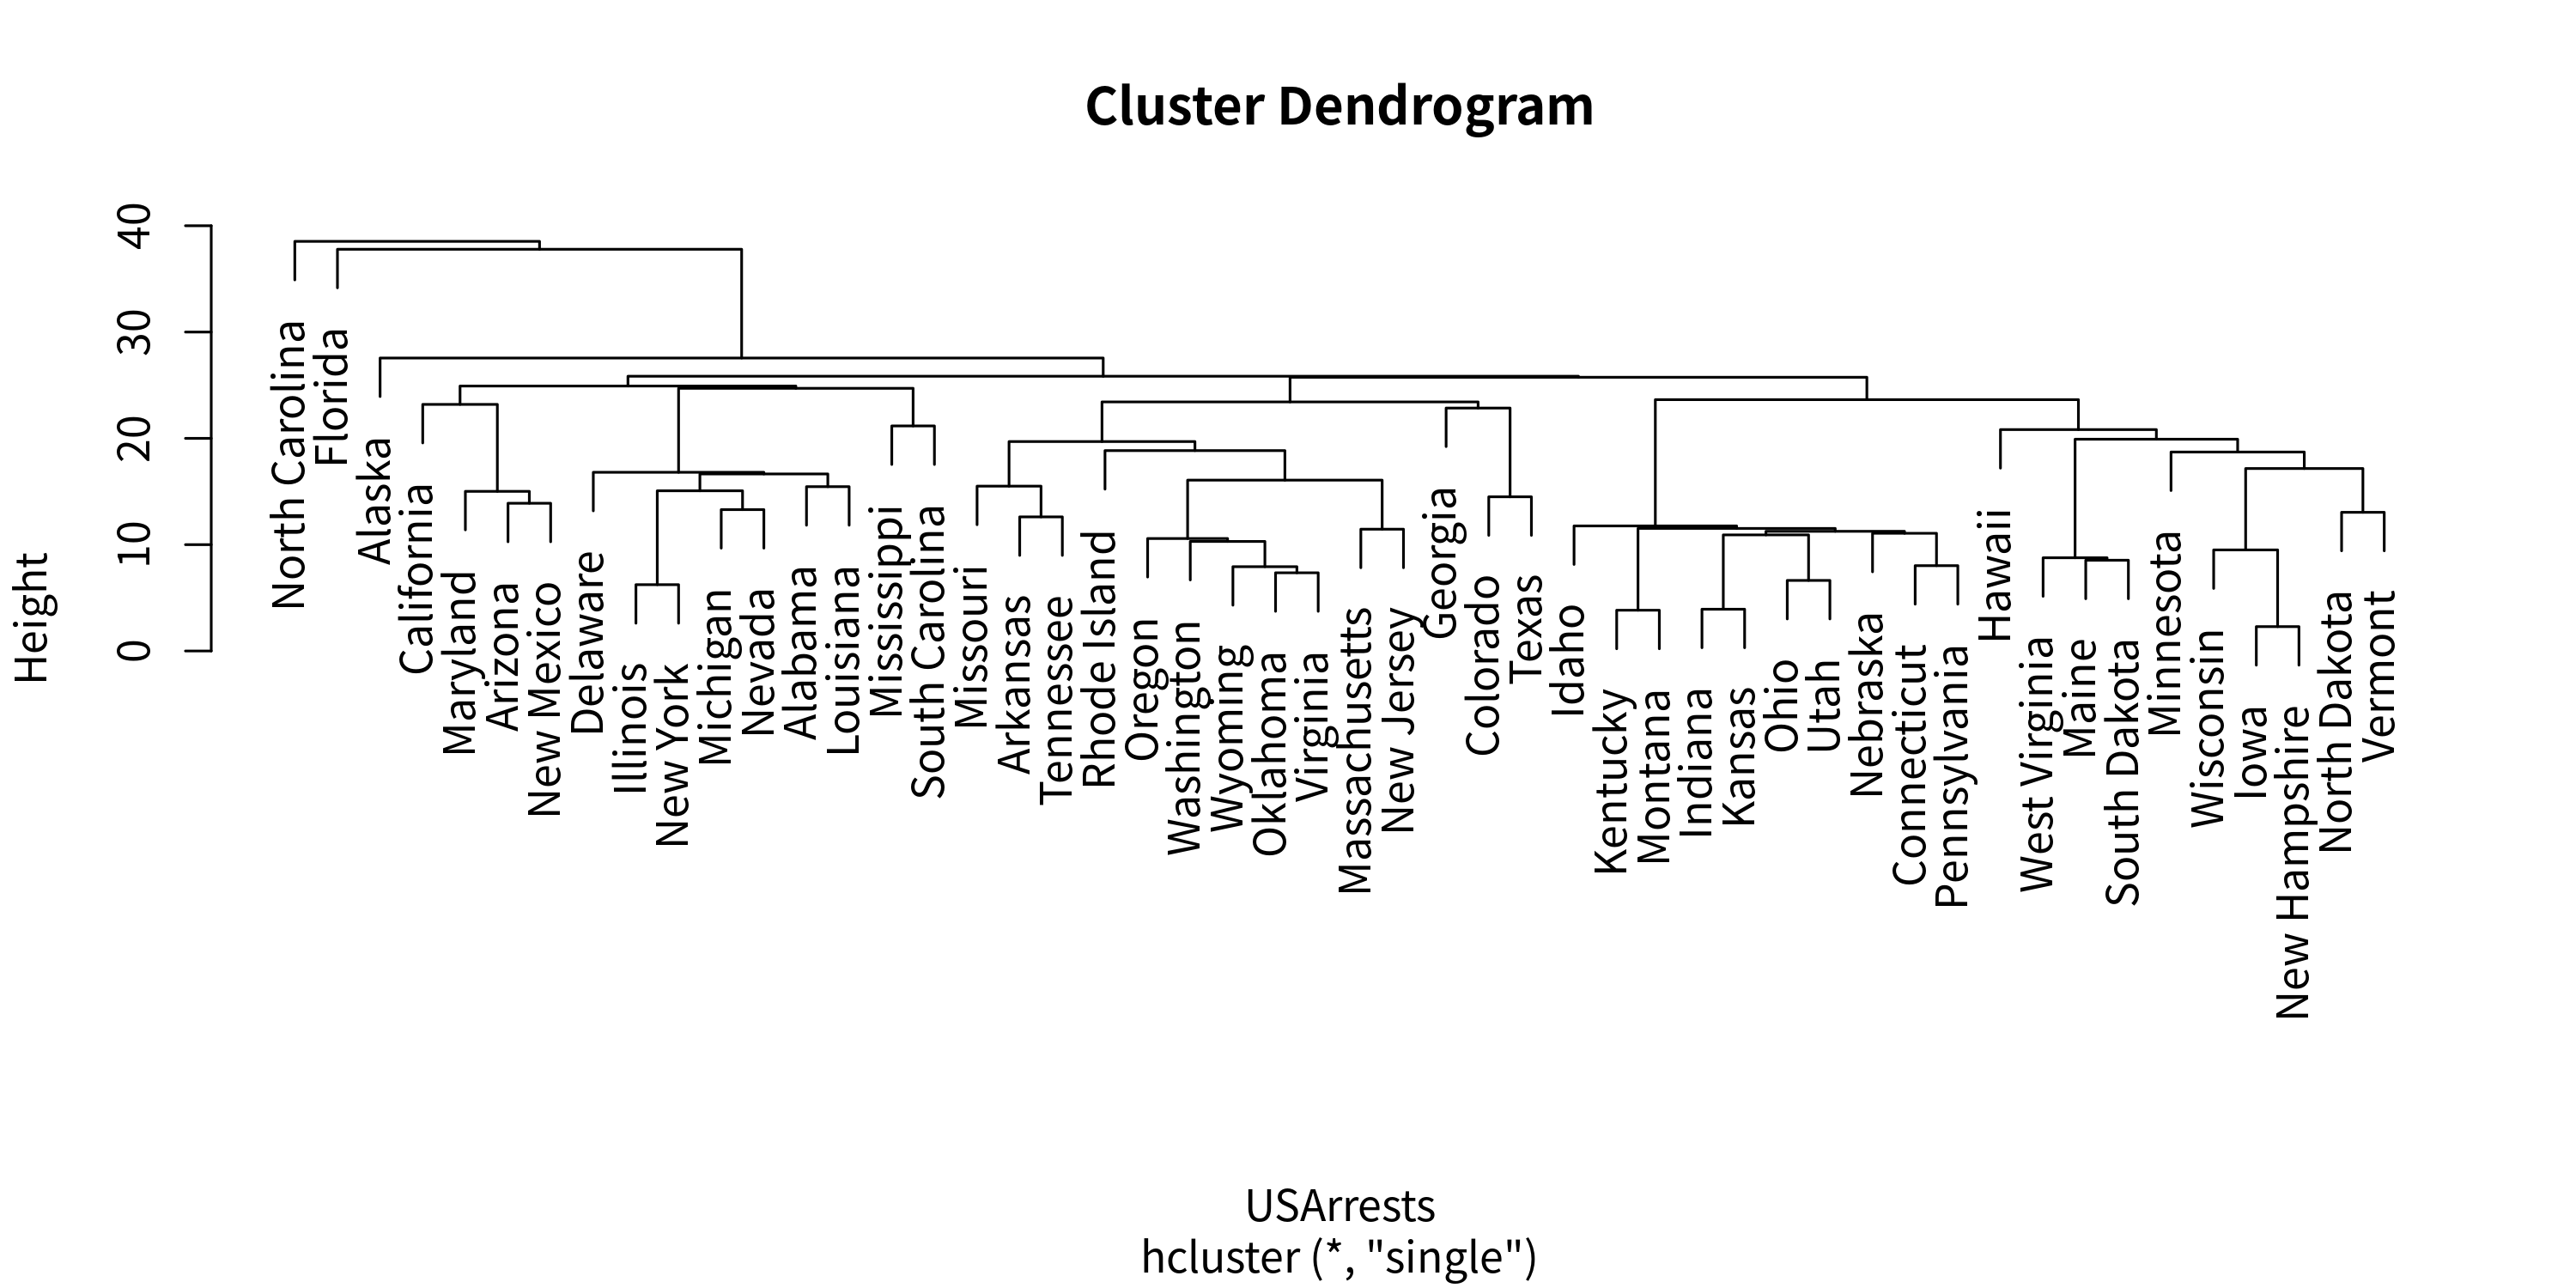 Cluster Dendrogram
Height
40
30
20
10
0
North Carolina
Florida
Alaska
California
Maryland
Arizona
New Mexico
Delaware
Illinois
New York
Michigan
Nevada
Alabama
Louisiana
Mississippi
South Carolina
Missouri
Arkansas
Tennessee
Rhode Island
Oregon
Washington
Wyoming
Oklahoma
Virginia
Massachusetts
New Jersey
Georgia
Colorado
Texas
Idaho
Kentucky
Montana
Indiana
Kansas
Ohio
Utah
Nebraska
Connecticut
Pennsylvania
Hawaii
West Virginia
Maine
South Dakota
Minnesota
Wisconsin
Iowa
New Hampshire
North Dakota
Vermont
USArrests
hcluster (*, "single")